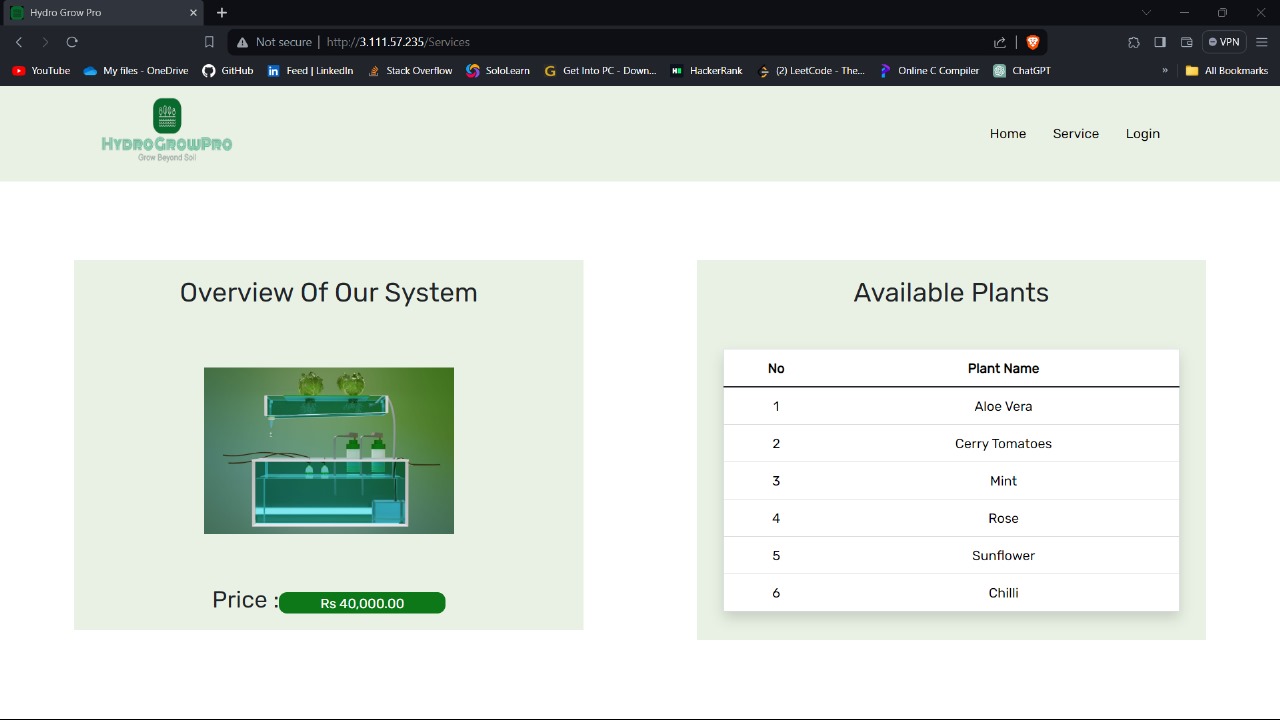 Hydro Grow Pro
Not secure
http://3.111.57.235/Services
VPN
YouTube
My files - OneDrive
GitHub
Feed | LinkedIn
Stack Overflow
SoloLearn
Get Into PC - Down...
HackerRank
(2) LeetCode - The...
Online C Compiler
ChatGPT
»
All Bookmarks
HYDROGROWPRO
Grow Beyond Soil
Home
Service
Login
Overview Of Our System
Price :
Rs 40,000.00
Available Plants
No Plant Name
1 Aloe Vera
2 Cerry Tomatoes
3 Mint
4 Rose
5 Sunflower
6 Chilli